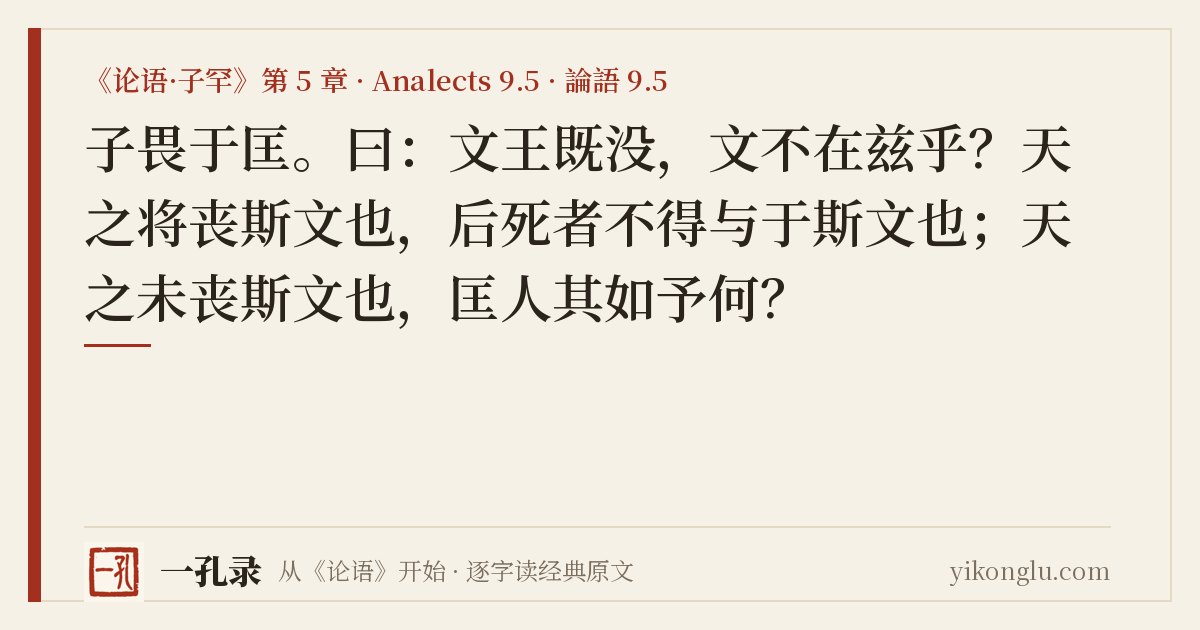 《论语·子罕》第 5 章 · Analects 9.5 · 論語 9.5
子畏于匡。曰：文王既没，文不在兹乎？天
之将丧斯文也，后死者不得与于斯文也；天
之未丧斯文也，匡人其如予何？
一孔
一孔录 从《论语》开始 · 逐字读经典原文 yikonglu.com